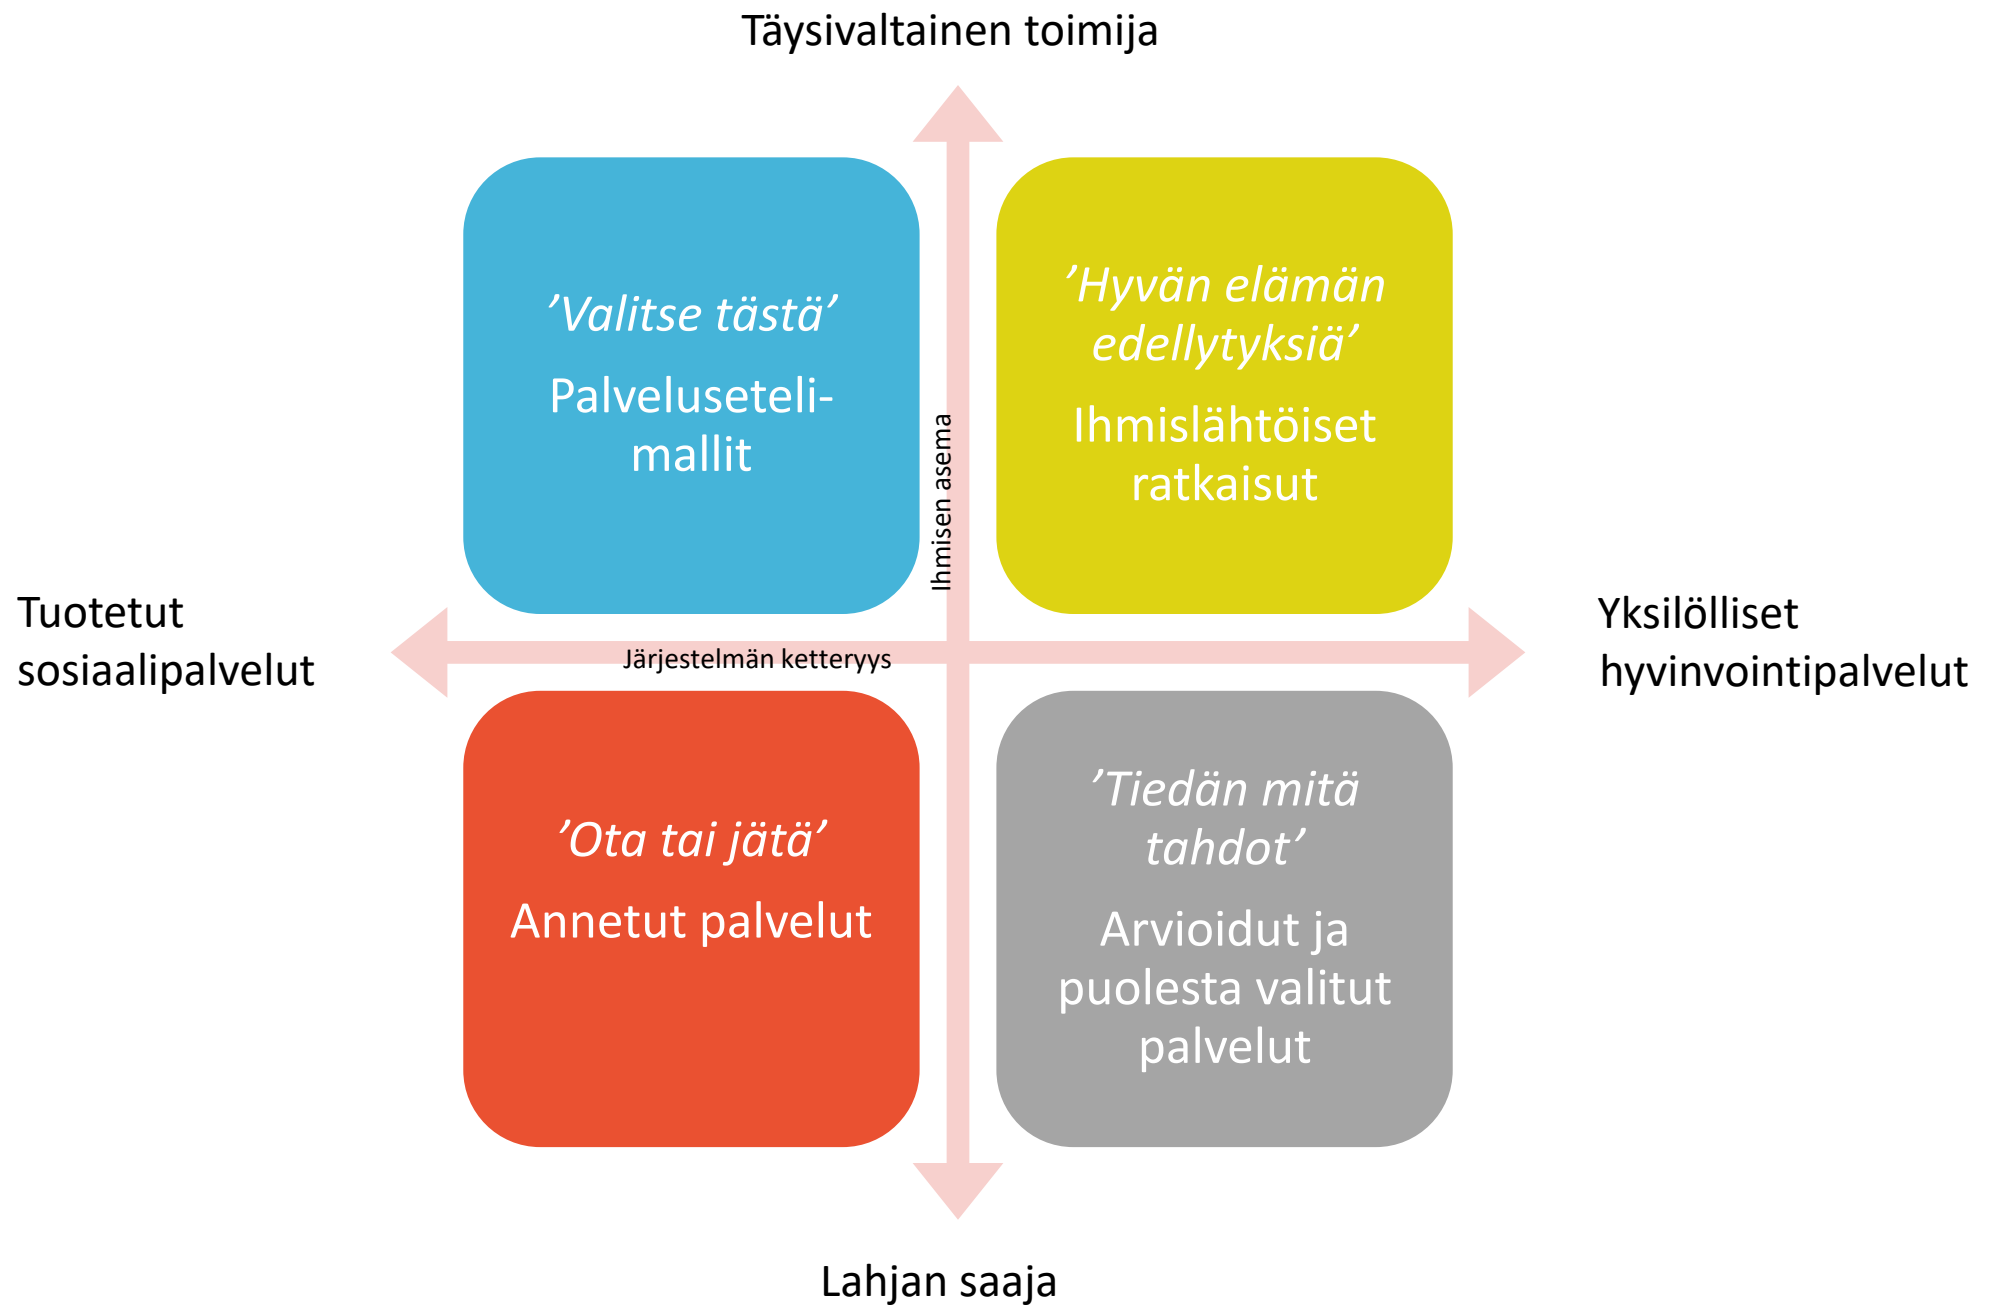 Täysivaltainen toimija
’Valitse tästä’
Palveluseteli-
mallit
’Hyvän elämän
edellytyksiä’
Ihmislähtöiset
ratkaisut
Ihmisen asema
Tuotetut
sosiaalipalvelut
Järjestelmän ketteryys
Yksilölliset
hyvinvointipalvelut
’Ota tai jätä’
Annetut palvelut
’Tiedän mitä
tahdot’
Arvioidut ja
puolesta valitut
palvelut
Lahjan saaja